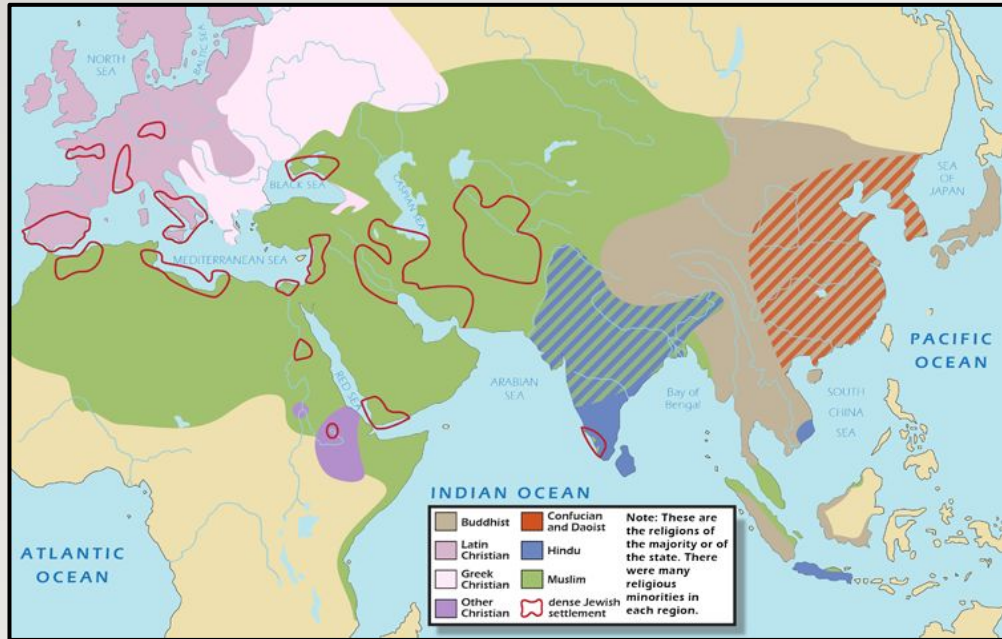 NORTH
SEA
BALTIC SEA
BLACK SEA
CASPIAN SEA
SEA
OF
JAPAN
MEDITERRANEAN SEA
PACIFIC
OCEAN
RED SEA
ARABIAN
SEA
Bay of
Bengal
SOUTH
CHINA
SEA
INDIAN OCEAN
ATLANTIC
OCEAN
Buddhist
Latin
Christian
Greek
Christian
Other
Christian
Confucian
and Daoist
Hindu
Muslim
dense Jewish
settlement
Note: These are
the religions of
the majority or of
the state. There
were many
religious
minorities in
each region.